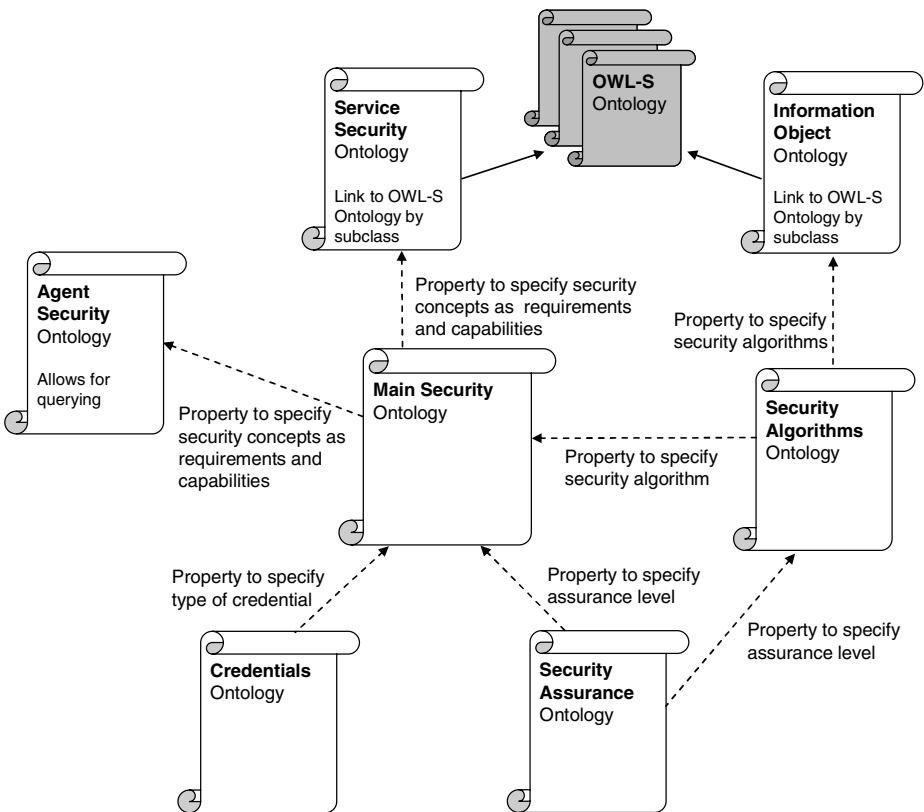 OWL-S
Ontology
Service
Security
Ontology
Link to OWL-S
Ontology by
subclass
Information
Object
Ontology
Link to OWL-S
Ontology by
subclass
Agent
Security
Ontology
Allows for
querying
Property to specify security
concepts as requirements
and capabilities
Property to specify
security algorithms
Main Security
Ontology
Property to specify
security concepts as
requirements and
capabilities
Security
Algorithms
Ontology
Property to specify
security algorithm
Property to specify
type of credential
Property to specify
assurance level
Property to specify
assurance level
Credentials
Ontology
Security
Assurance
Ontology